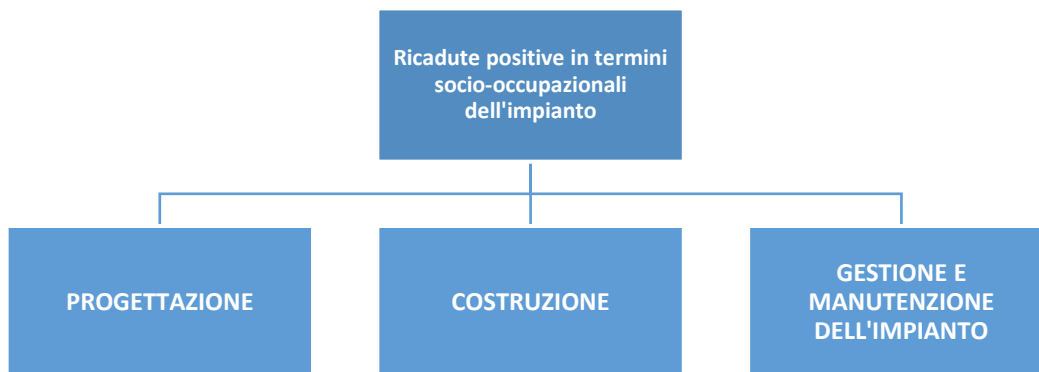 Ricadute positive in termini
socio-occupazionali
dell'impianto
PROGETTAZIONE
COSTRUZIONE
GESTIONE E
MANUTENZIONE
DELL'IMPIANTO